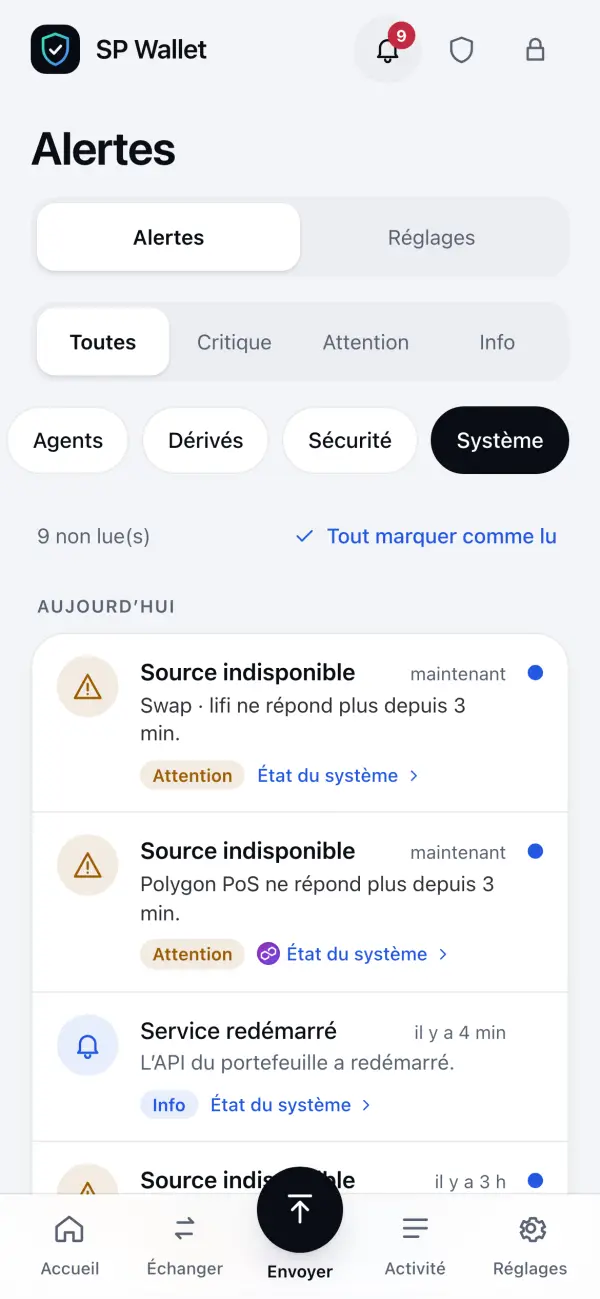 SP Wallet
9
Alertes
Alertes
Réglages
Toutes
Critique
Attention
Info
Agents
Dérivés
Sécurité
Système
9 non lue(s)
Tout marquer comme lu
AUJOURD’HUI
Source indisponible
maintenant
Swap · lifi ne répond plus depuis 3
min.
Attention
État du système
Source indisponible
maintenant
Polygon PoS ne répond plus depuis 3
min.
Attention
État du système
Service redémarré
il y a 4 min
L’API du portefeuille a redémarré.
Info
État du système
Source indisponible
il y a 3 h
Accueil
Échanger
Envoyer
Activité
Réglages